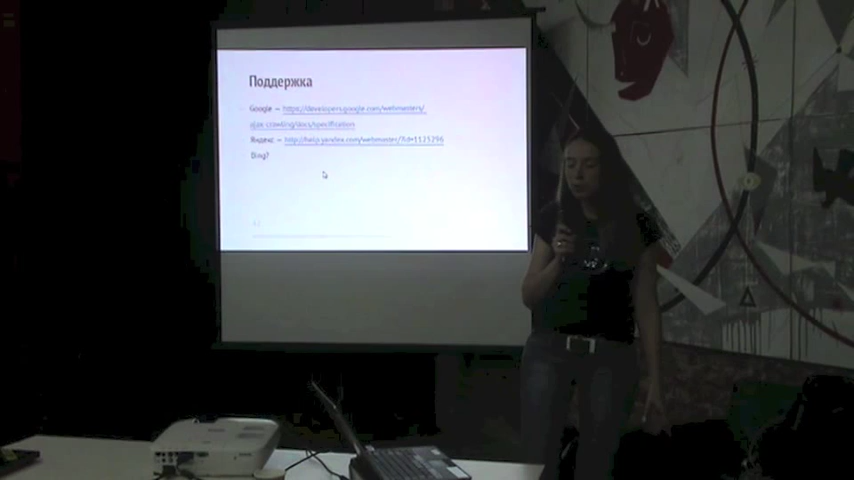 Поддержка
Google — https://developers.google.com/webmasters/
ajax-crawling/docs/specification
Яндекс — http://help.yandex.com/webmaster/?id=1125296
Bing?